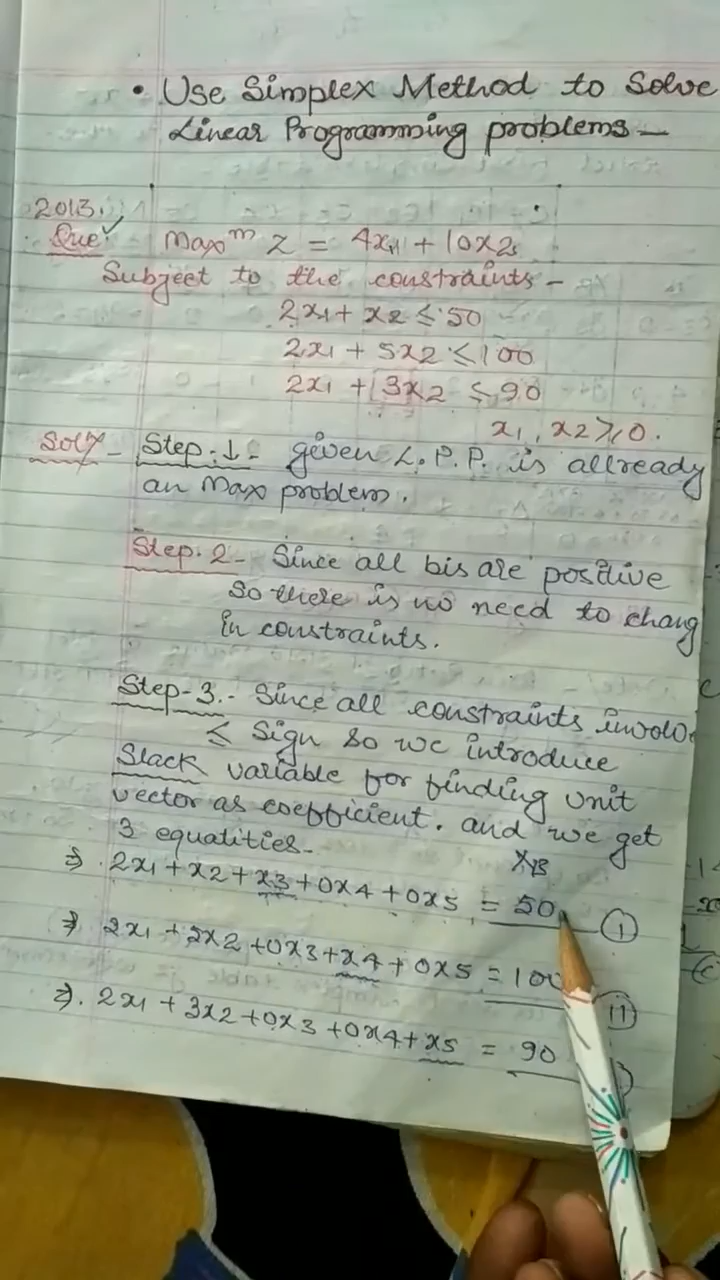 • Use Simplex Method to Solve
Linear Programming problems—
2013.
Que✓ Maxᵐ Z = 4x1 + 10x2
Subject to the constraints-
2x1 + x2 ≤ 50
2x1 + 5x2 ≤ 100
2x1 + 3x2 ≤ 90
x1, x2 ≥ 0.
Soln- Step:1- given L.P.P. is allready
an Max problem.
Step. 2- Since all bis are positive
So there is no need to chang
in constraints.
Step-3.- Since all constraints involv
≤ Sign so we introduce
Slack variable for finding Unit
vector as coefficient. and we get
3 equalities-
XB
⇒ 2x1 + x2 + x3 + 0x4 + 0x5 = 50 (I)
⇒ 2x1 + 5x2 + 0x3 + x4 + 0x5 = 100 (II)
⇒. 2x1 + 3x2 + 0x3 + 0x4 + x5 = 90